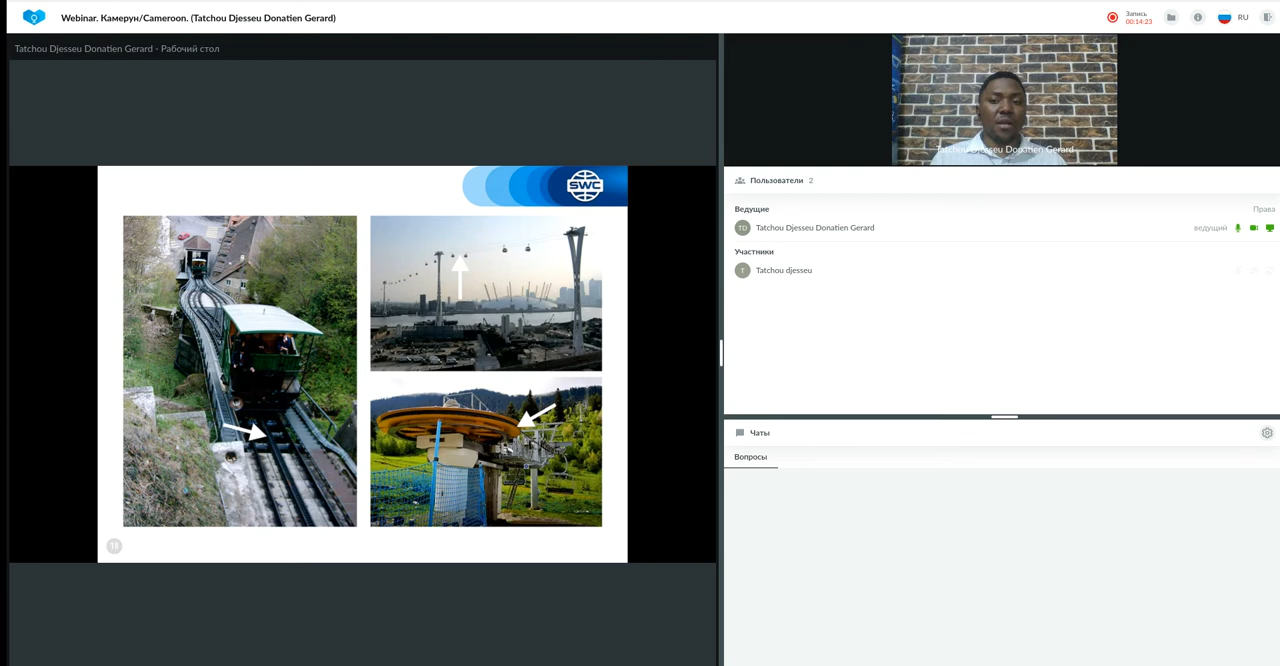 Webinar. Камерун/Cameroon. (Tatchou Djesseu Donatien Gerard)
Запись
00:14:23
RU
Tatchou Djesseu Donatien Gerard - Рабочий стол
SWC
18
Tatchou Djesseu Donatien Gerard
Пользователи 2
Ведущие Права
TD Tatchou Djesseu Donatien Gerard ведущий
Участники
T Tatchou djesseu
Чаты
Вопросы